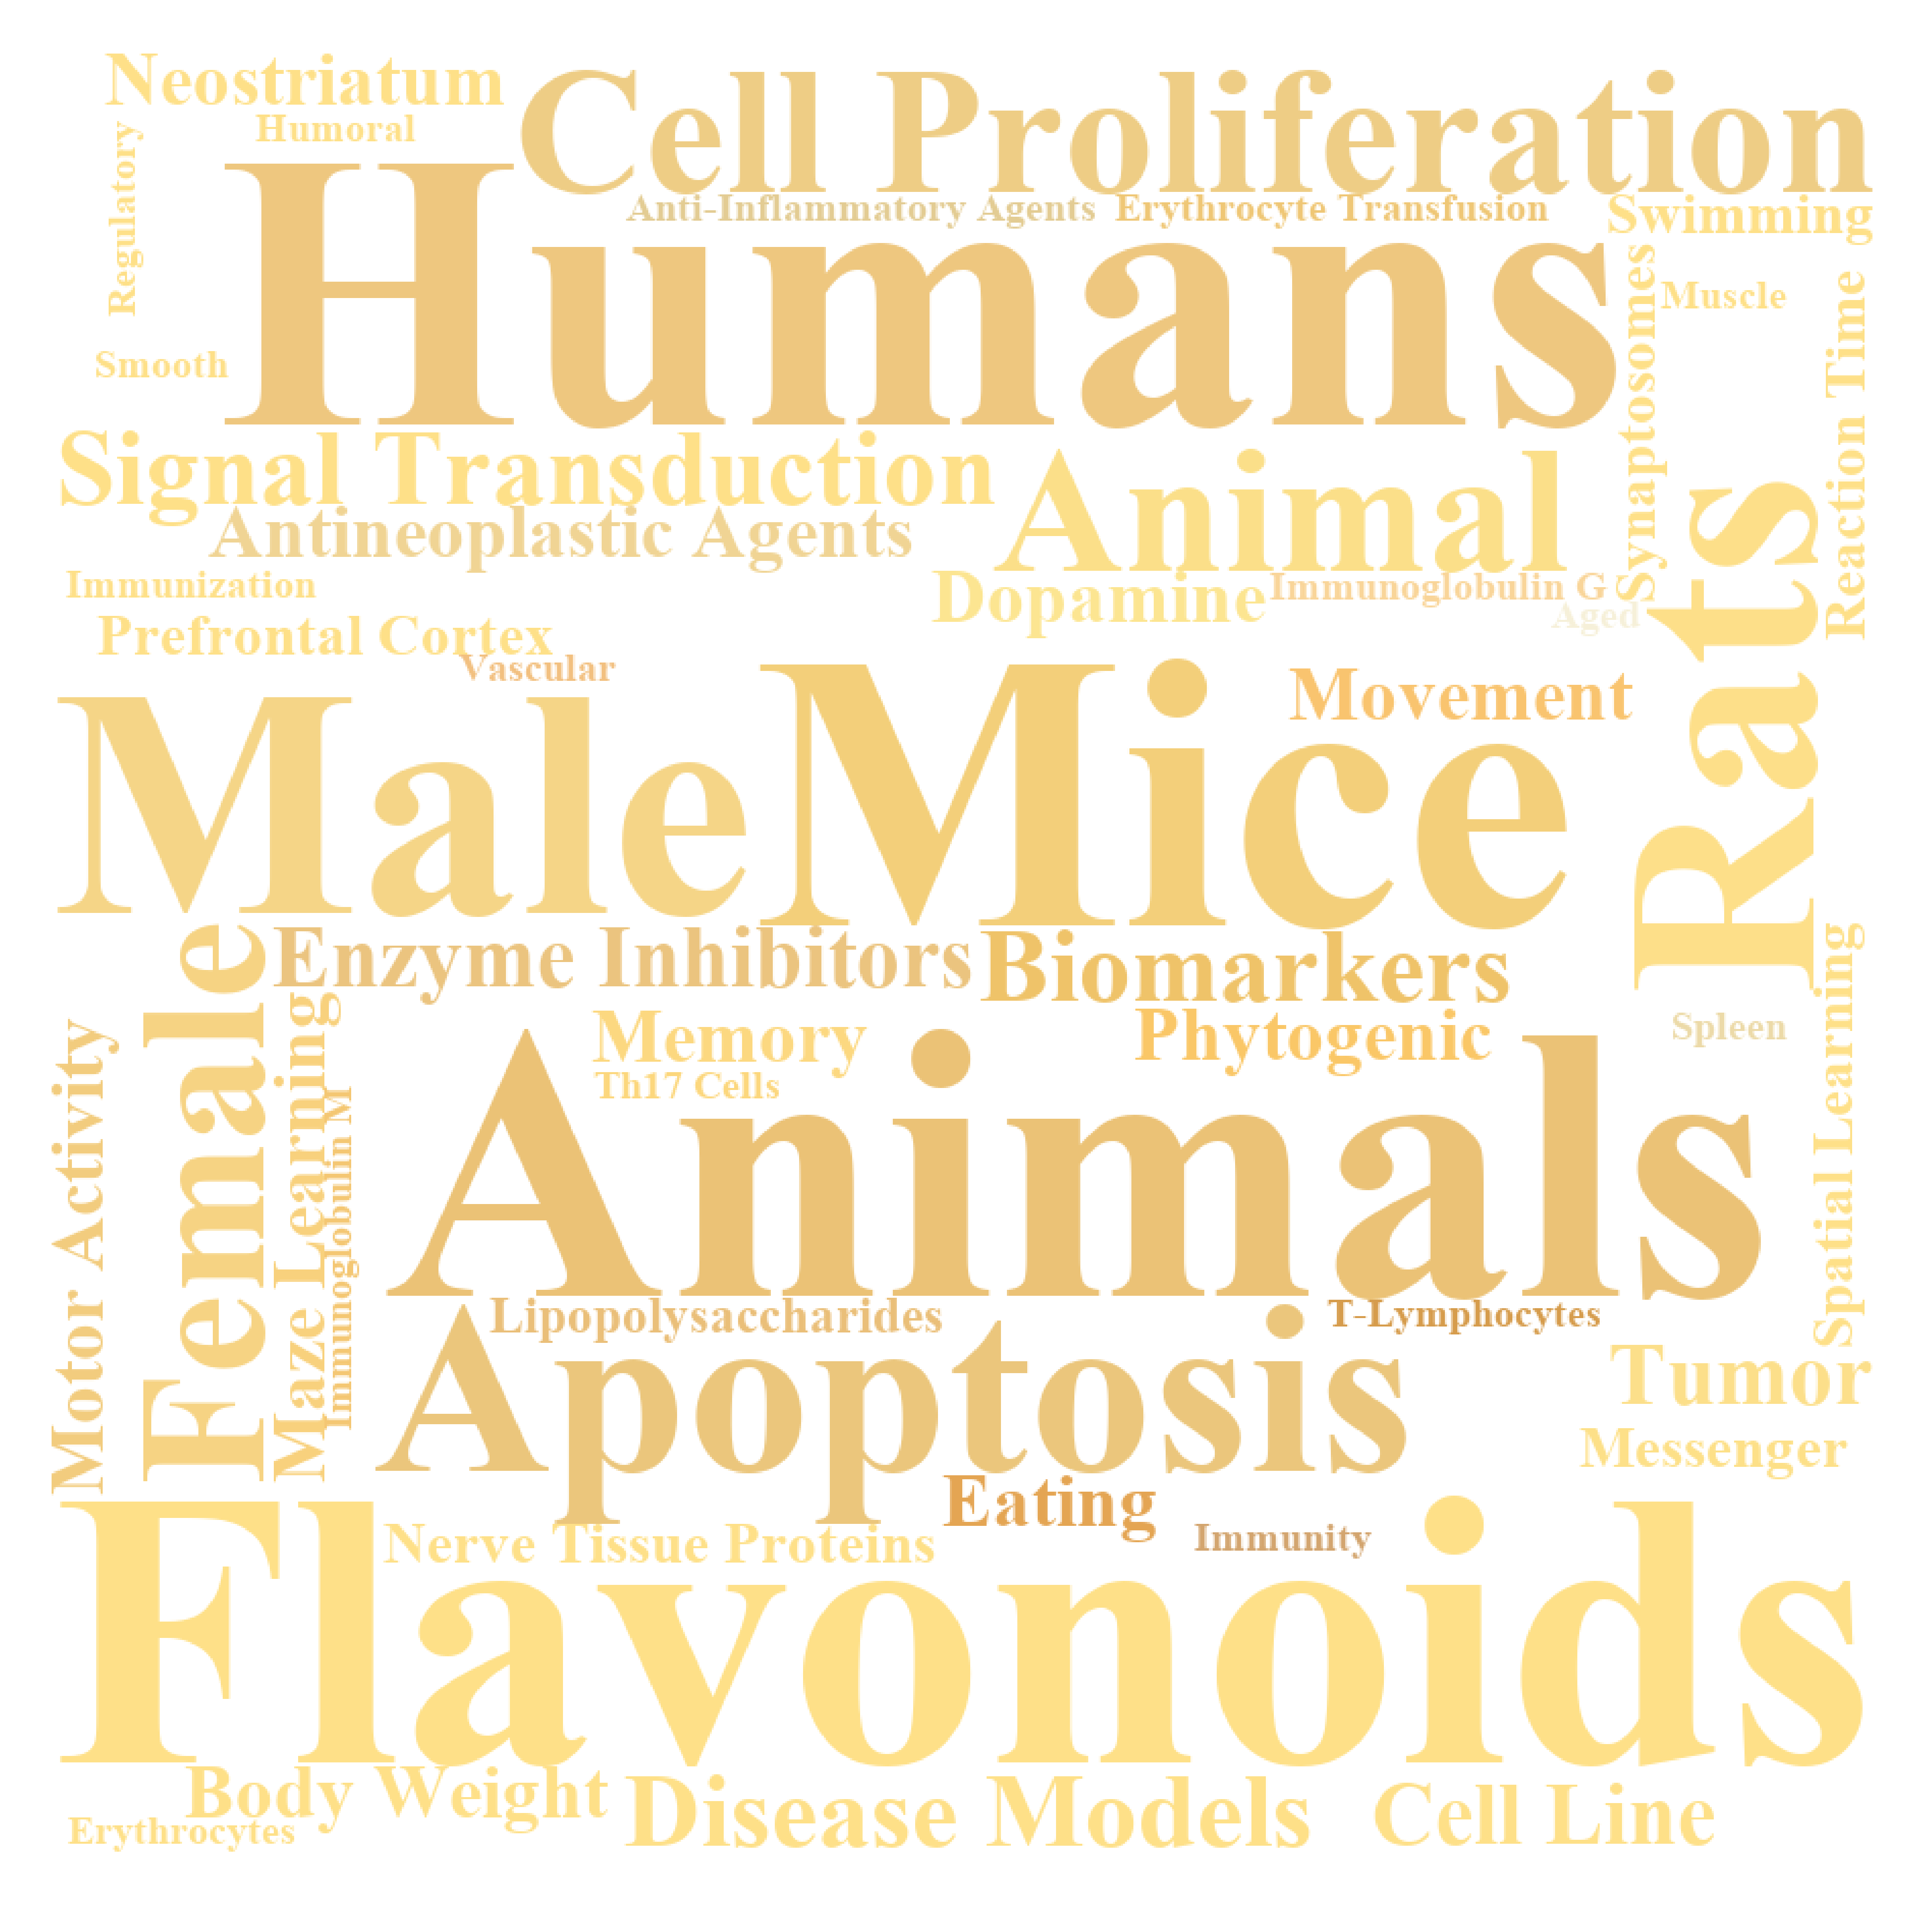 Neostriatum
Cell Proliferation
Humoral
Regulatory
Humans
Anti-Inflammatory Agents
Erythrocyte Transfusion
Swimming
Synaptosomes
Muscle
Reaction Time
Smooth
Signal Transduction
Animal
Antineoplastic Agents
Immunization
Dopamine
Immunoglobulin G
Aged
Rats
Prefrontal Cortex
Vascular
Male
Mice
Movement
Female
Enzyme Inhibitors
Biomarkers
Memory
Phytogenic
Spleen
Spatial Learning
Motor Activity
Maze Learning
Immunoglobulin M
Th17 Cells
Animals
Lipopolysaccharides
T-Lymphocytes
Apoptosis
Tumor
Messenger
Eating
Nerve Tissue Proteins
Immunity
Flavonoids
Body Weight
Disease Models
Cell Line
Erythrocytes